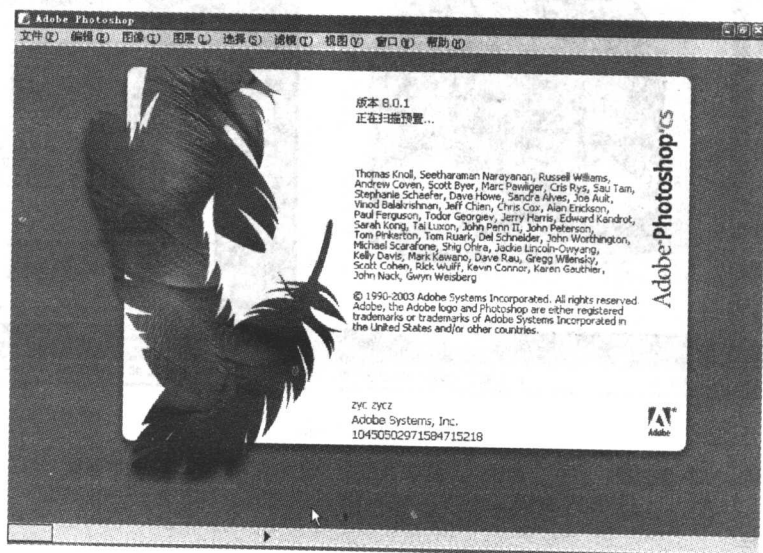 Adobe Photoshop
文件(F) 编辑(E) 图像(I) 图层(L) 选择(S) 滤镜(T) 视图(V) 窗口(W) 帮助(H)
版本 8.0.1
正在扫描预置...
Thomas Knoll, Seetharaman Narayanan, Russell Williams,
Andrew Coven, Scott Byer, Marc Pawliger, Cris Rys, Sau Tam,
Stephanie Schaefer, Dave Howe, Sandra Alves, Joe Ault,
Vinod Balakrishnan, Jeff Chien, Chris Cox, Alan Erickson,
Paul Ferguson, Todor Georgiev, Jerry Harris, Edward Kandrot,
Sarah Kong, Tai Luxon, John Penn II, John Peterson,
Tom Pinkerton, Tom Ruark, Del Schneider, John Worthington,
Michael Scarafone, Shig Ohira, Jackie Lincoln-Owyang,
Kelly Davis, Mark Kawano, Dave Rau, Gregg Wilensky,
Scott Cohen, Rick Wulff, Kevin Connor, Karen Gauthier,
John Nack, Gwyn Weisberg
© 1990-2003 Adobe Systems Incorporated. All rights reserved.
Adobe, the Adobe logo and Photoshop are either registered
trademarks or trademarks of Adobe Systems Incorporated in
the United States and/or other countries.
zyc zycz
Adobe Systems, Inc.
10450502971584715218
Adobe Photoshop CS
Adobe